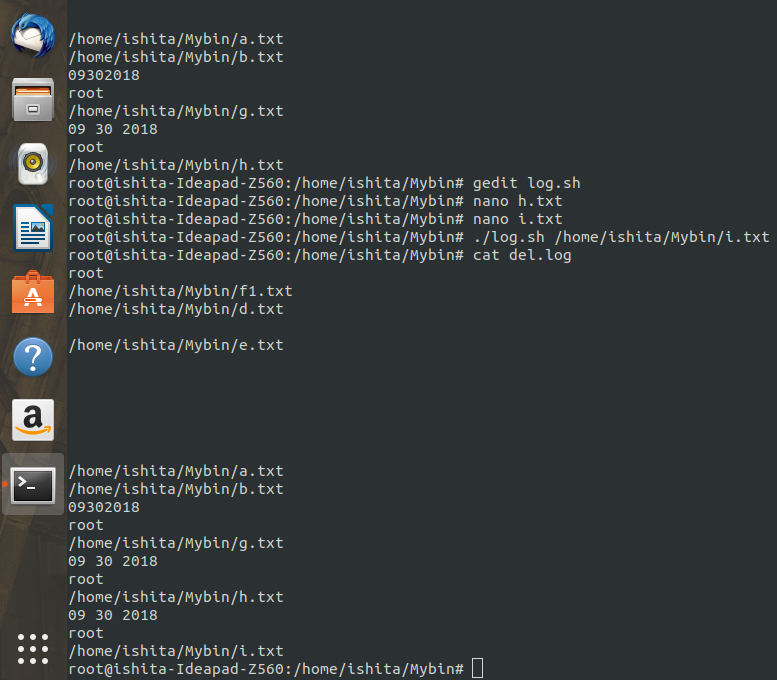 /home/ishita/Mybin/a.txt
/home/ishita/Mybin/b.txt
09302018
root
/home/ishita/Mybin/g.txt
09 30 2018
root
/home/ishita/Mybin/h.txt
root@ishita-Ideapad-Z560:/home/ishita/Mybin# gedit log.sh
root@ishita-Ideapad-Z560:/home/ishita/Mybin# nano h.txt
root@ishita-Ideapad-Z560:/home/ishita/Mybin# nano i.txt
root@ishita-Ideapad-Z560:/home/ishita/Mybin# ./log.sh /home/ishita/Mybin/i.txt
root@ishita-Ideapad-Z560:/home/ishita/Mybin# cat del.log
root
/home/ishita/Mybin/f1.txt
/home/ishita/Mybin/d.txt
/home/ishita/Mybin/e.txt
/home/ishita/Mybin/a.txt
/home/ishita/Mybin/b.txt
09302018
root
/home/ishita/Mybin/g.txt
09 30 2018
root
/home/ishita/Mybin/h.txt
09 30 2018
root
/home/ishita/Mybin/i.txt
root@ishita-Ideapad-Z560:/home/ishita/Mybin#